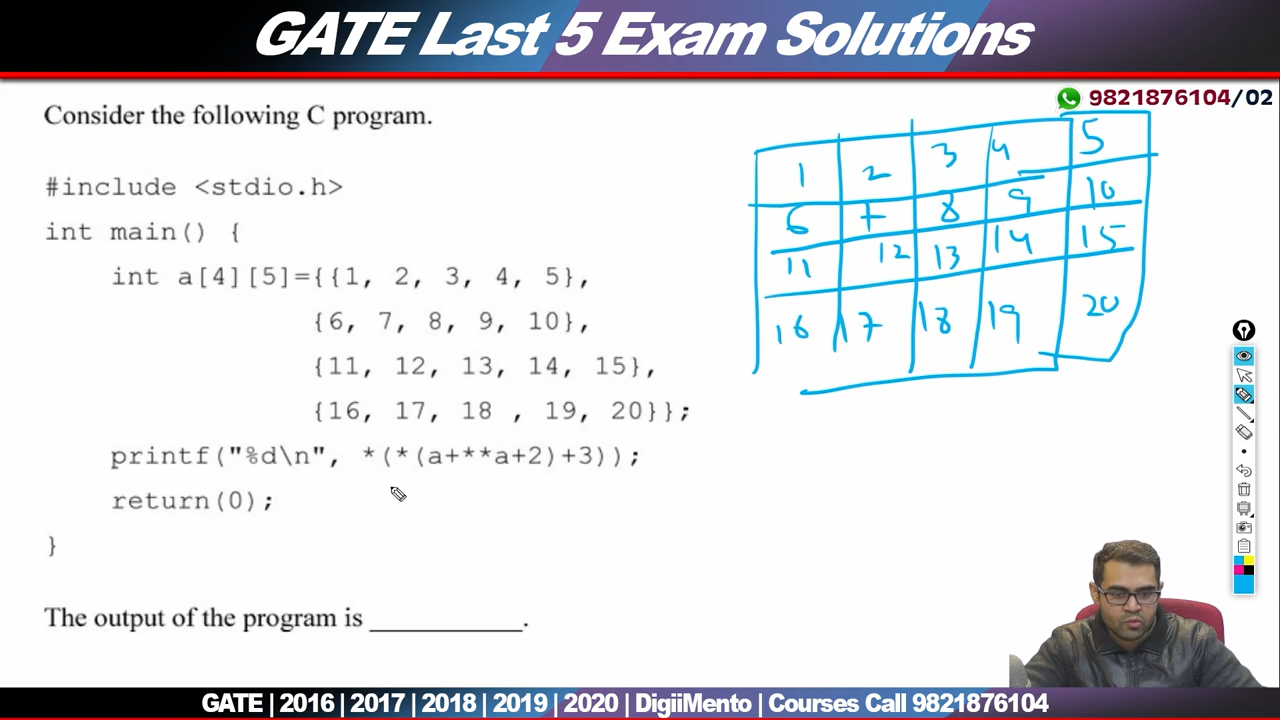 GATE Last 5 Exam Solutions
9821876104/02
Consider the following C program.
#include <stdio.h>
int main() {
int a[4][5]={{1, 2, 3, 4, 5},
{6, 7, 8, 9, 10},
{11, 12, 13, 14, 15},
{16, 17, 18 , 19, 20}};
printf("%d\n", *(*(a+**a+2)+3));
return(0);
}
The output of the program is ___________.
1 2 3 4 5
6 7 8 9 10
11 12 13 14 15
16 17 18 19 20
GATE | 2016 | 2017 | 2018 | 2019 | 2020 | DigiiMento | Courses Call 9821876104